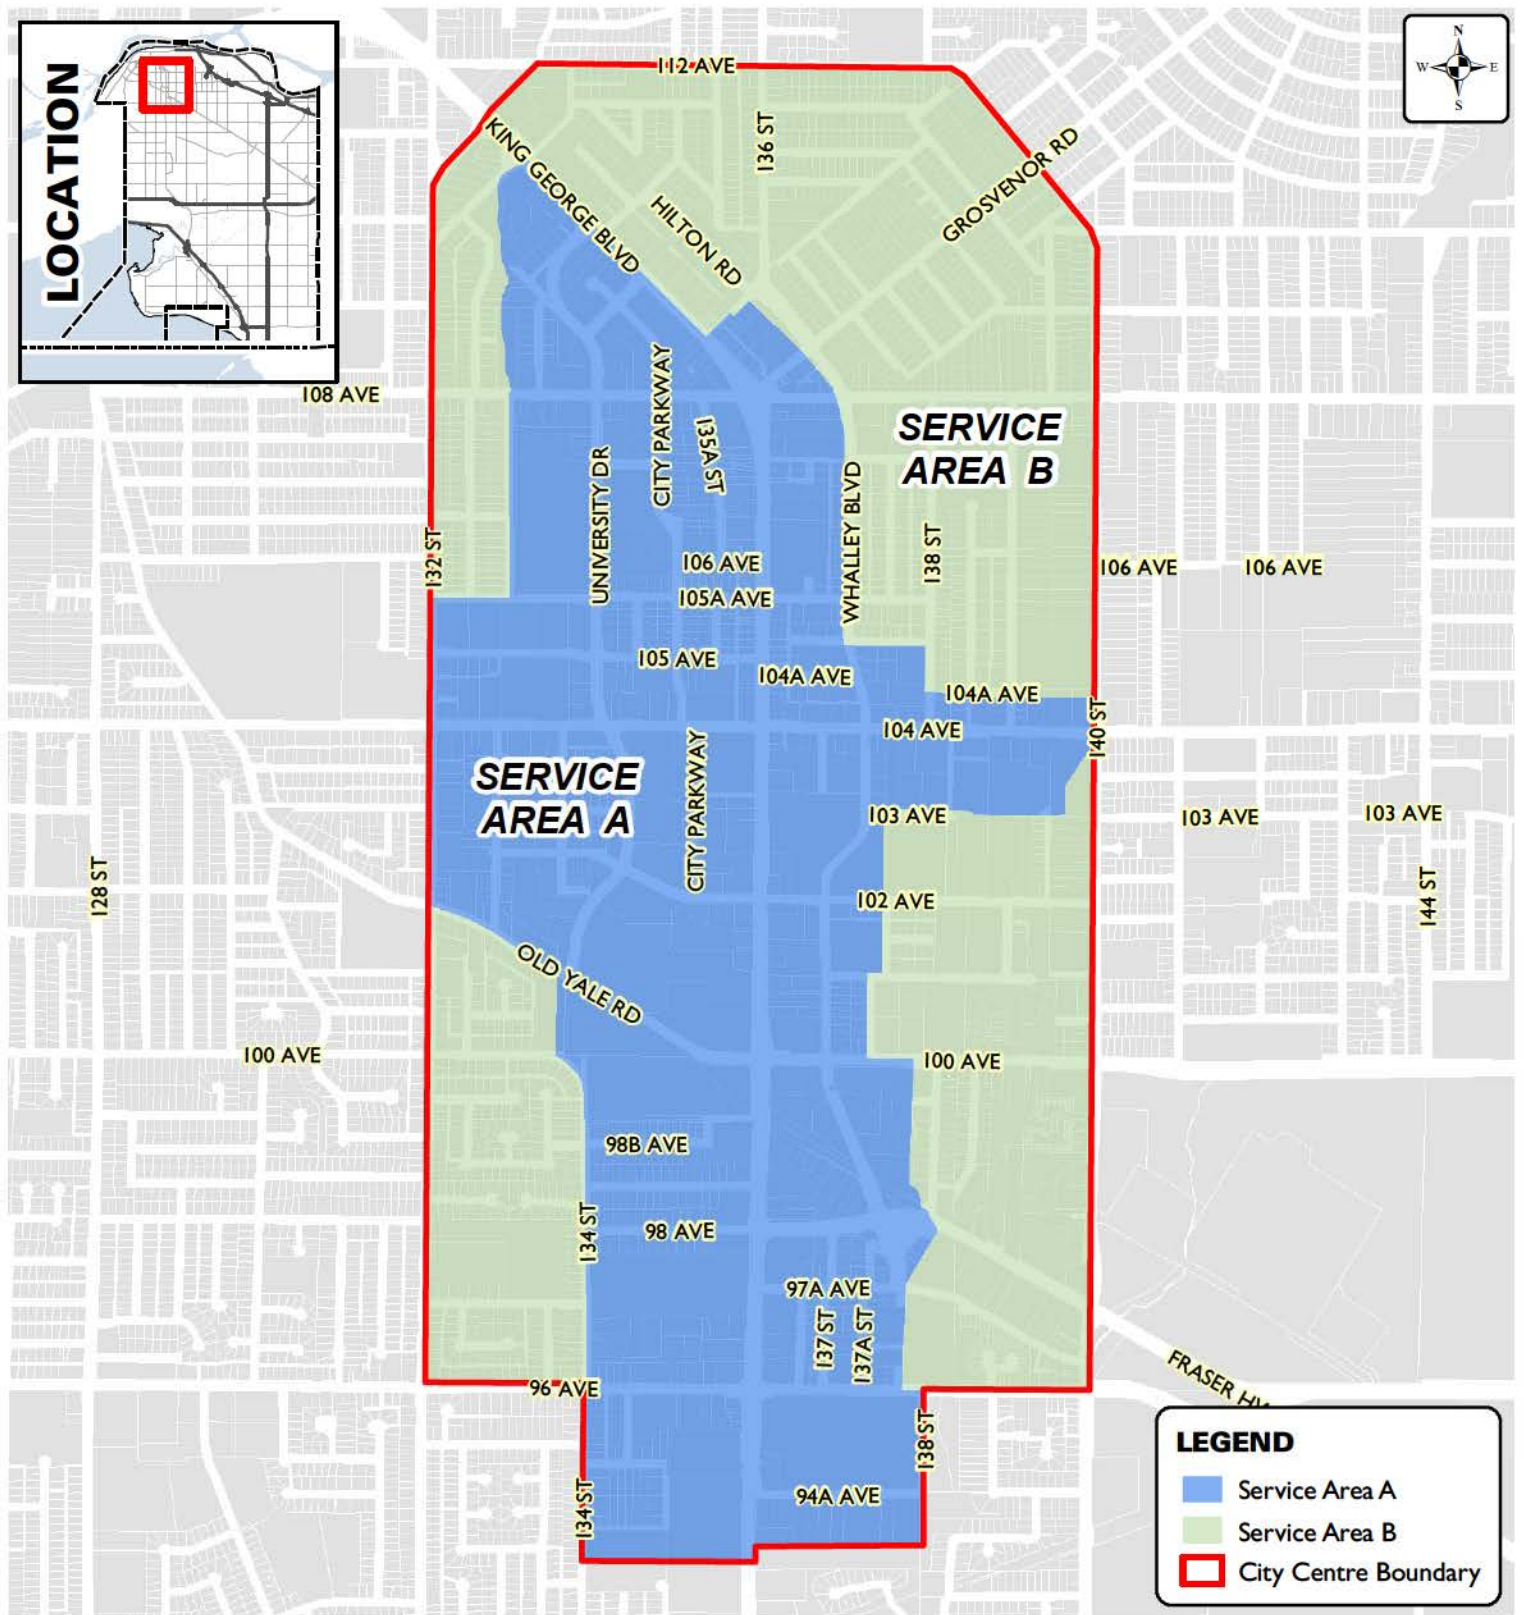 LOCATION
N
W
E
S
112 AVE
136 ST
KING GEORGE BLVD
HILTON RD
GROSVENOR RD
108 AVE
CITY PARKWAY
135A ST
SERVICE
AREA B
UNIVERSITY DR
WHALLEY BLVD
132 ST
138 ST
106 AVE
106 AVE
106 AVE
105A AVE
105 AVE
104A AVE
104A AVE
104 AVE
140 ST
SERVICE
AREA A
CITY PARKWAY
103 AVE
103 AVE
103 AVE
128 ST
102 AVE
144 ST
OLD YALE RD
100 AVE
100 AVE
98B AVE
134 ST
98 AVE
97A AVE
137 ST
137A ST
96 AVE
FRASER
138 ST
94A AVE
134 ST
LEGEND
Service Area A
Service Area B
City Centre Boundary